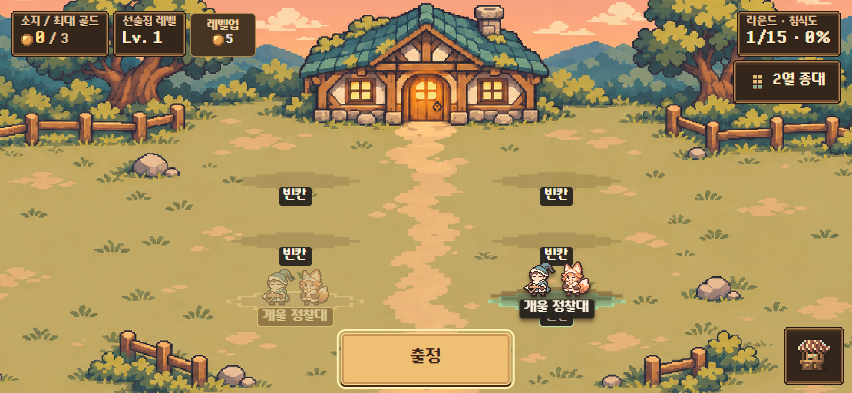 소지 / 최대 골드
0 / 3
선술집 레벨
Lv. 1
레벨업
5
라운드 · 침식도
1/15 · 0%
2열 종대
빈칸
빈칸
빈칸
빈칸
개울 정찰대
개울 정찰대
출정